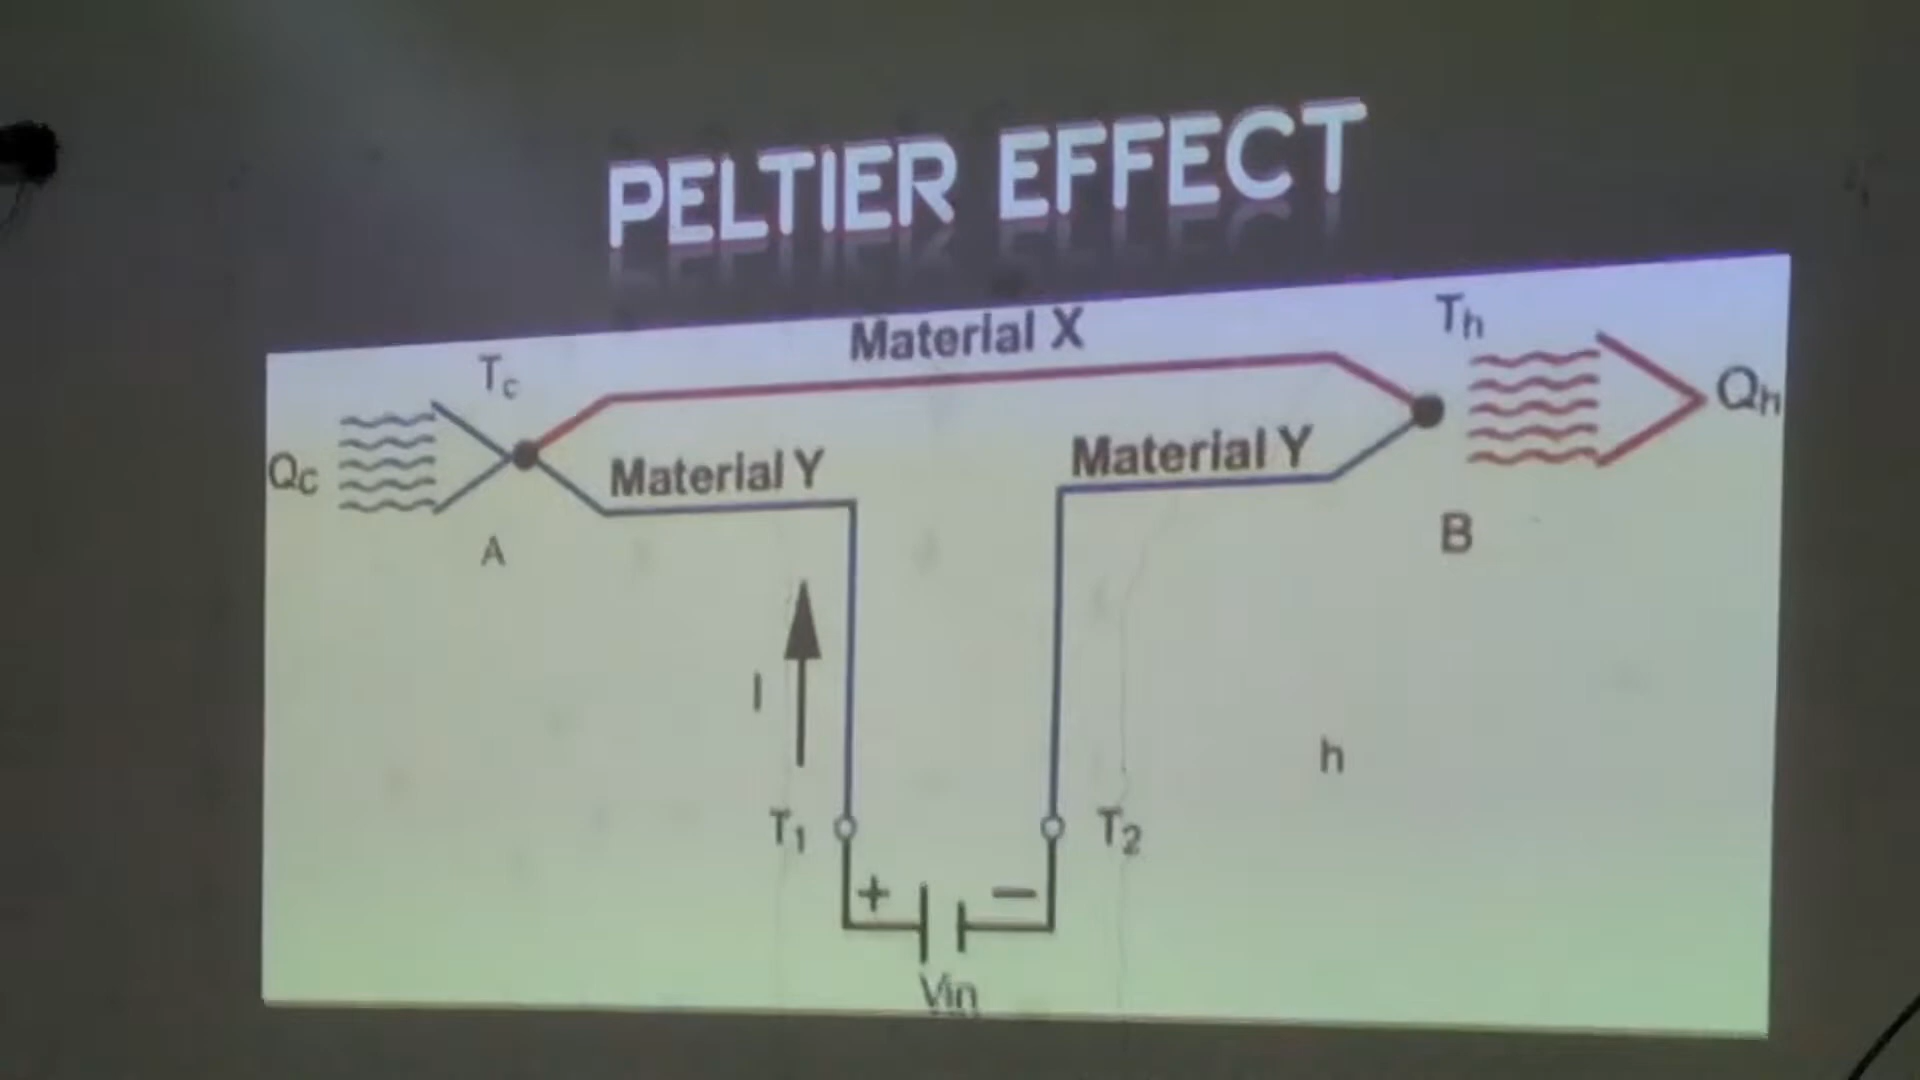 PELTIER EFFECT
Material X
Th
Tc
Qh
Qc
Material Y
Material Y
A
B
I
h
T1
T2
+
−
Vin